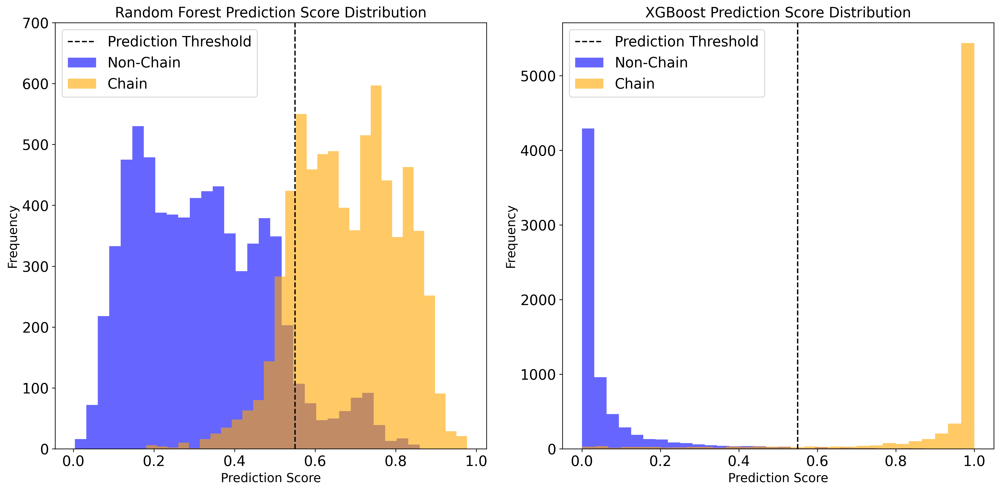 Random Forest Prediction Score Distribution
700
600
500
400
300
200
100
0
Frequency
Prediction Threshold
Non-Chain
Chain
0.0 0.2 0.4 0.6 0.8 1.0
Prediction Score
XGBoost Prediction Score Distribution
5000
4000
3000
2000
1000
0
Frequency
Prediction Threshold
Non-Chain
Chain
0.0 0.2 0.4 0.6 0.8 1.0
Prediction Score